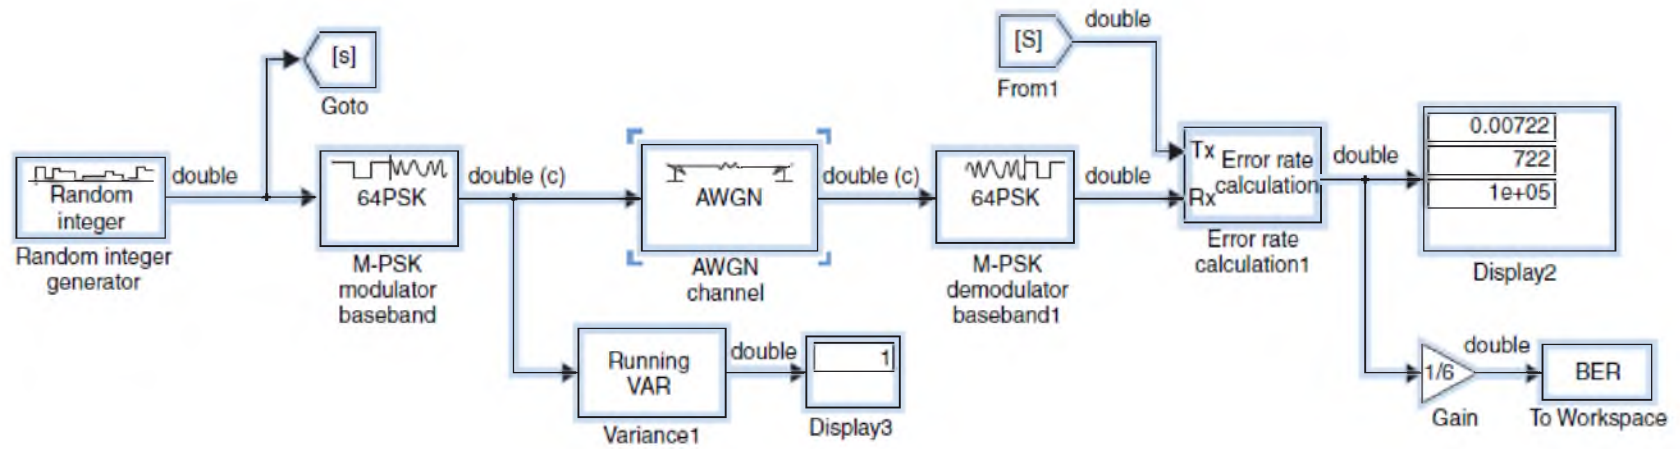 [s]
Goto
Random
integer
Random integer
generator
double
64PSK
M-PSK
modulator
baseband
double (c)
AWGN
AWGN
channel
double (c)
64PSK
M-PSK
demodulator
baseband1
double
[S]
From1
double
Tx
Rx
Error rate
calculation
Error rate
calculation1
double
0.00722
722
1e+05
Display2
Running
VAR
Variance1
double
1
Display3
1/6
Gain
double
BER
To Workspace